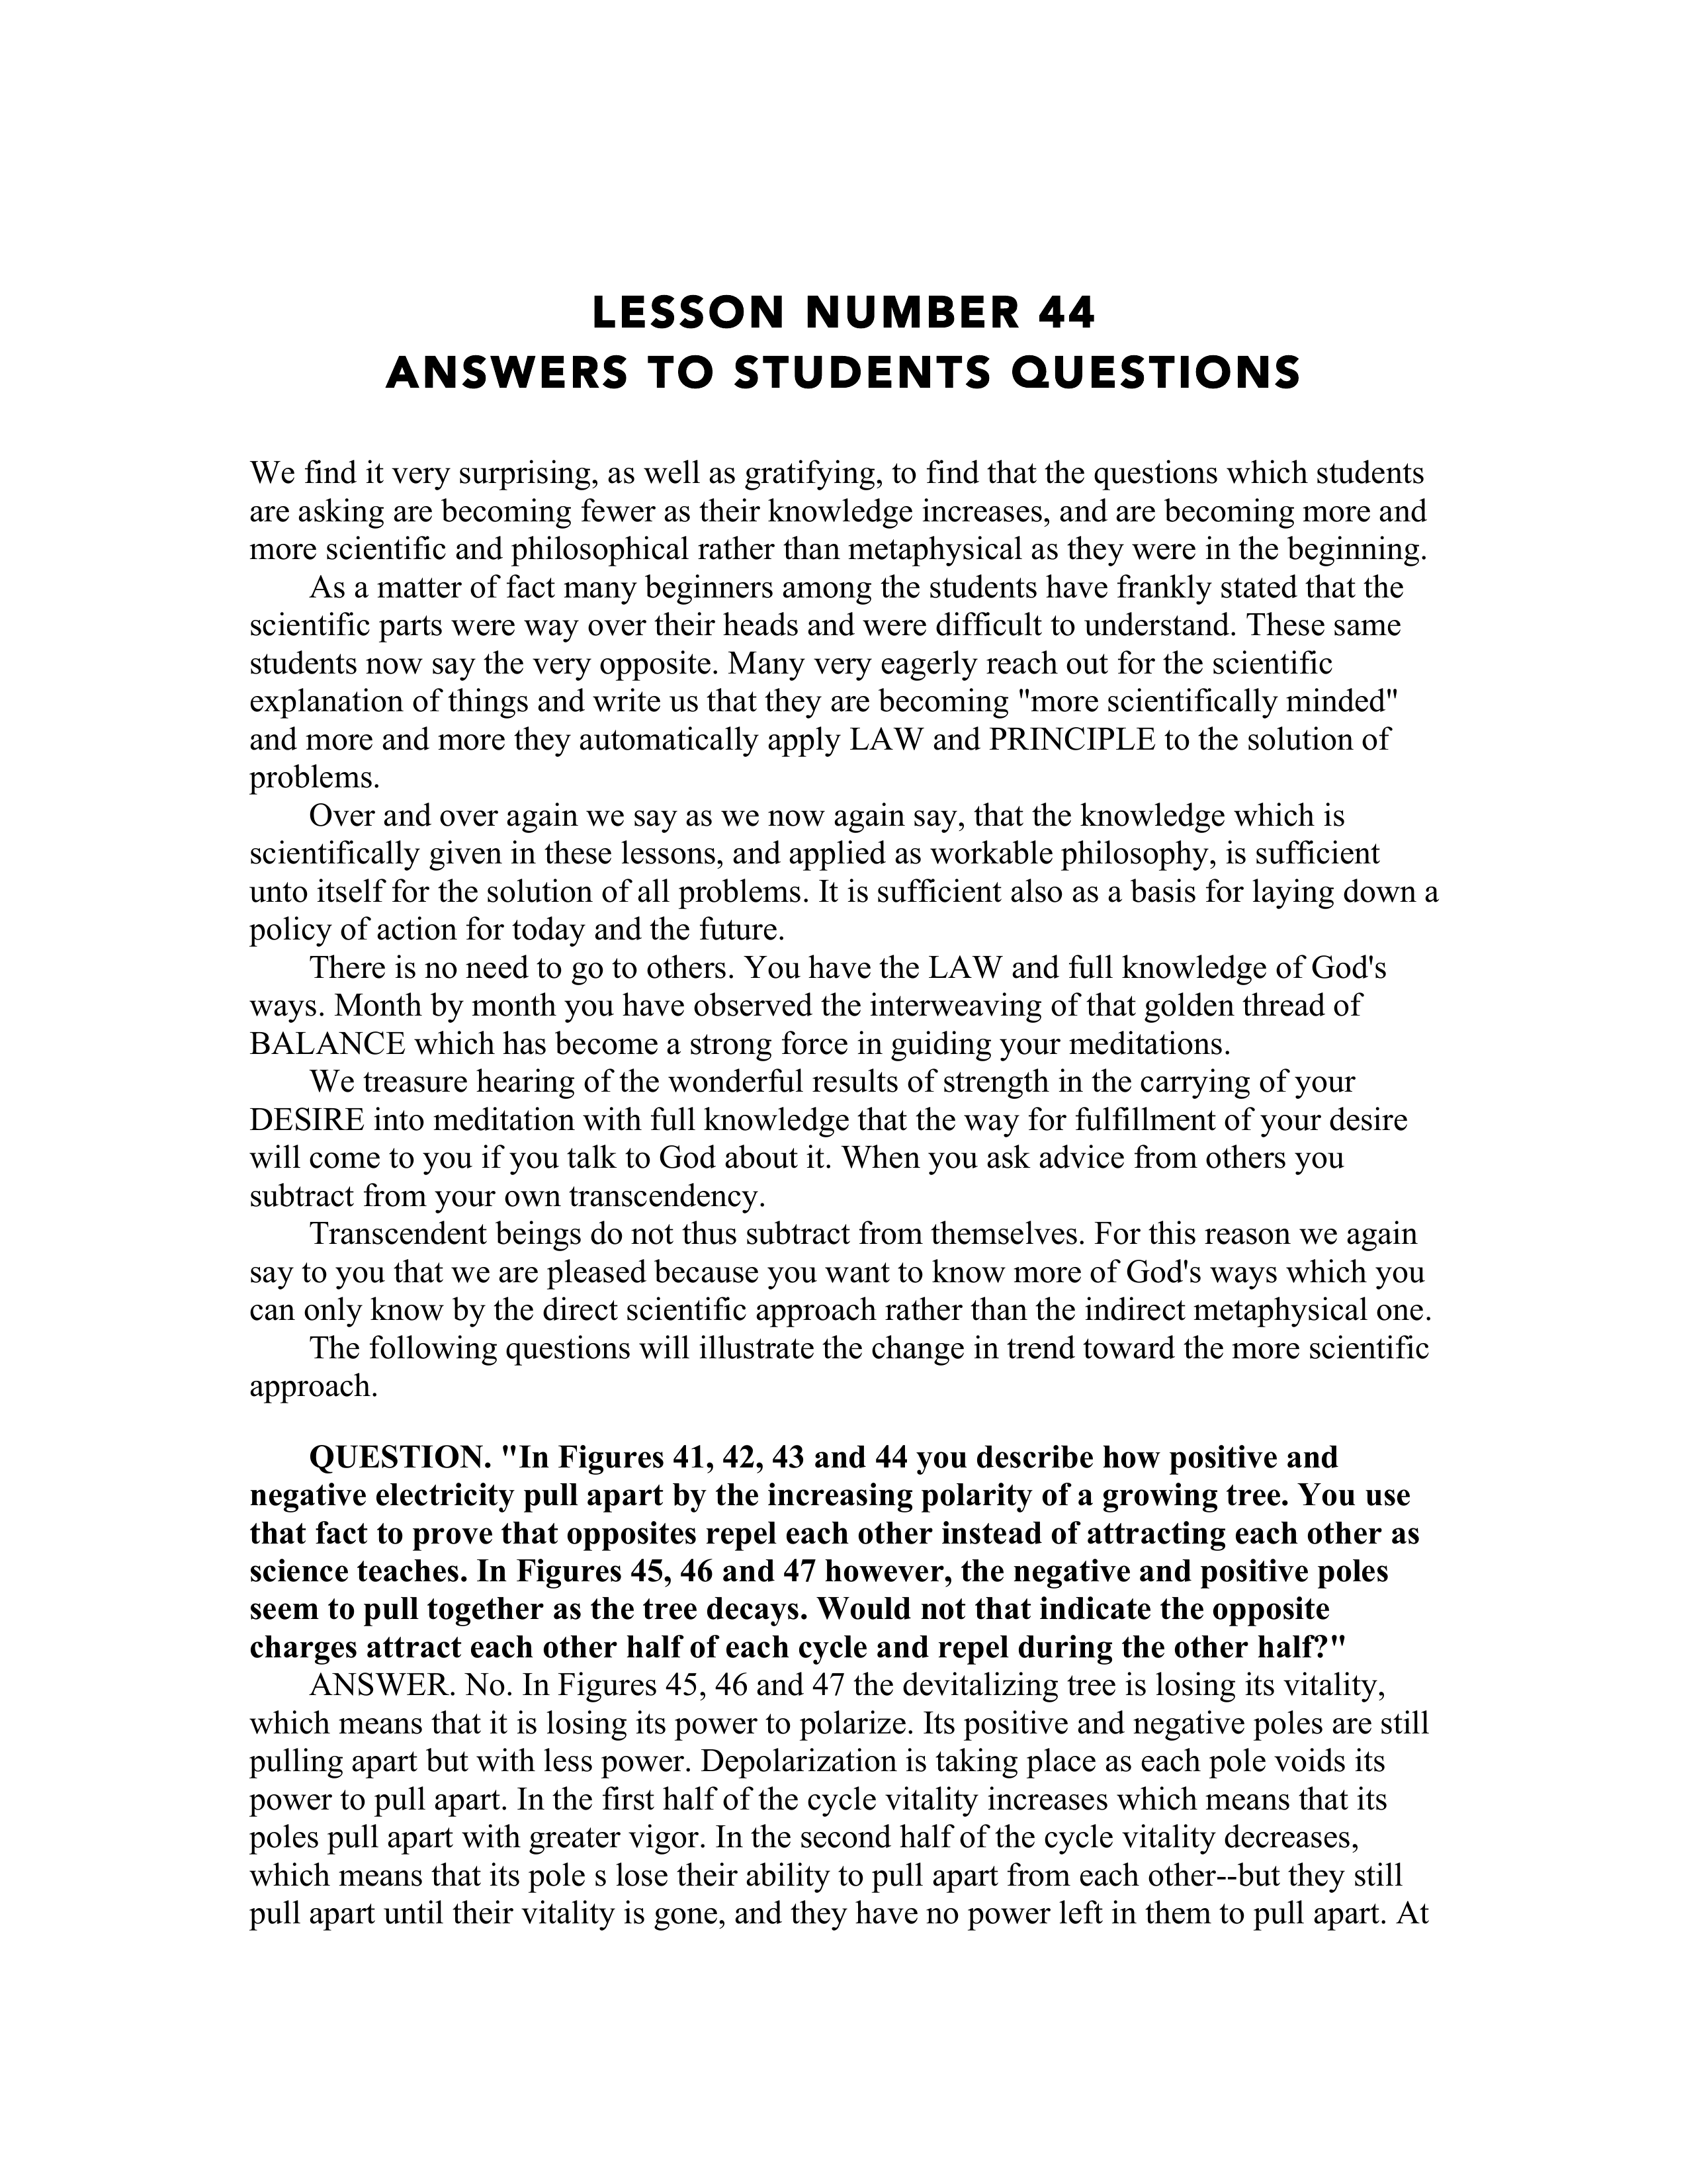 LESSON NUMBER 44
ANSWERS TO STUDENTS QUESTIONS
We find it very surprising, as well as gratifying, to find that the questions which students
are asking are becoming fewer as their knowledge increases, and are becoming more and
more scientific and philosophical rather than metaphysical as they were in the beginning.
As a matter of fact many beginners among the students have frankly stated that the
scientific parts were way over their heads and were difficult to understand. These same
students now say the very opposite. Many very eagerly reach out for the scientific
explanation of things and write us that they are becoming "more scientifically minded"
and more and more they automatically apply LAW and PRINCIPLE to the solution of
problems.
Over and over again we say as we now again say, that the knowledge which is
scientifically given in these lessons, and applied as workable philosophy, is sufficient
unto itself for the solution of all problems. It is sufficient also as a basis for laying down a
policy of action for today and the future.
There is no need to go to others. You have the LAW and full knowledge of God's
ways. Month by month you have observed the interweaving of that golden thread of
BALANCE which has become a strong force in guiding your meditations.
We treasure hearing of the wonderful results of strength in the carrying of your
DESIRE into meditation with full knowledge that the way for fulfillment of your desire
will come to you if you talk to God about it. When you ask advice from others you
subtract from your own transcendency.
Transcendent beings do not thus subtract from themselves. For this reason we again
say to you that we are pleased because you want to know more of God's ways which you
can only know by the direct scientific approach rather than the indirect metaphysical one.
The following questions will illustrate the change in trend toward the more scientific
approach.
QUESTION. "In Figures 41, 42, 43 and 44 you describe how positive and
negative electricity pull apart by the increasing polarity of a growing tree. You use
that fact to prove that opposites repel each other instead of attracting each other as
science teaches. In Figures 45, 46 and 47 however, the negative and positive poles
seem to pull together as the tree decays. Would not that indicate the opposite
charges attract each other half of each cycle and repel during the other half?"
ANSWER. No. In Figures 45, 46 and 47 the devitalizing tree is losing its vitality,
which means that it is losing its power to polarize. Its positive and negative poles are still
pulling apart but with less power. Depolarization is taking place as each pole voids its
power to pull apart. In the first half of the cycle vitality increases which means that its
poles pull apart with greater vigor. In the second half of the cycle vitality decreases,
which means that its pole s lose their ability to pull apart from each other--but they still
pull apart until their vitality is gone, and they have no power left in them to pull apart. At